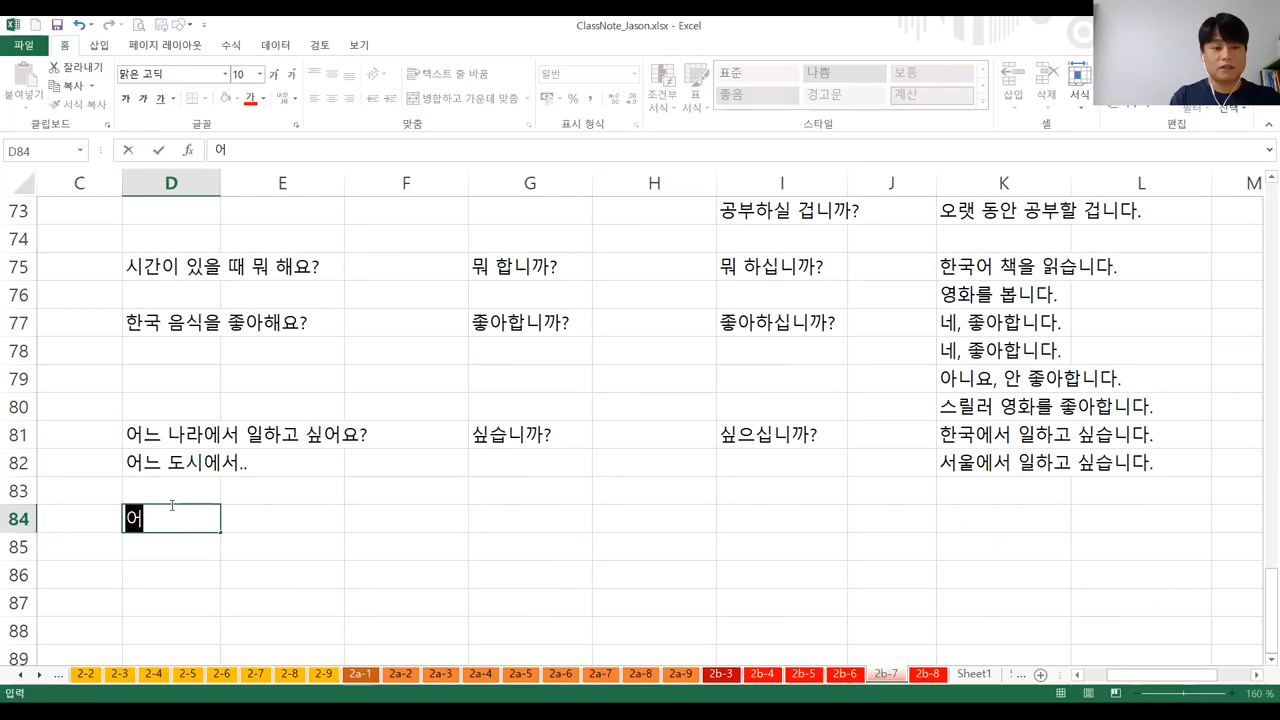 ClassNote_Jason.xlsx - Excel
파일 홈 삽입 페이지 레이아웃 수식 데이터 검토 보기
붙여넣기
잘라내기
복사
서식 복사
클립보드
맑은 고딕 10 가 가
가 가 가 가
글꼴
텍스트 줄 바꿈
병합하고 가운데 맞춤
맞춤
일반
표시 형식
조건부 서식
표 서식
표준 나쁨 보통
좋음 경고문 계산
스타일
삽입 삭제 서식
셀
선택
편집
D84 fx 어
C D E F G H I J K L M
73 공부하실 겁니까? 오랫 동안 공부할 겁니다.
74
75 시간이 있을 때 뭐 해요? 뭐 합니까? 뭐 하십니까? 한국어 책을 읽습니다.
76 영화를 봅니다.
77 한국 음식을 좋아해요? 좋아합니까? 좋아하십니까? 네, 좋아합니다.
78 네, 좋아합니다.
79 아니요, 안 좋아합니다.
80 스릴러 영화를 좋아합니다.
81 어느 나라에서 일하고 싶어요? 싶습니까? 싶으십니까? 한국에서 일하고 싶습니다.
82 어느 도시에서.. 서울에서 일하고 싶습니다.
83
84 어
85
86
87
88
89
... 2-2 2-3 2-4 2-5 2-6 2-7 2-8 2-9 2a-1 2a-2 2a-3 2a-4 2a-5 2a-6 2a-7 2a-8 2a-9 2b-3 2b-4 2b-5 2b-6 2b-7 2b-8 Sheet1 ...
입력 160 %